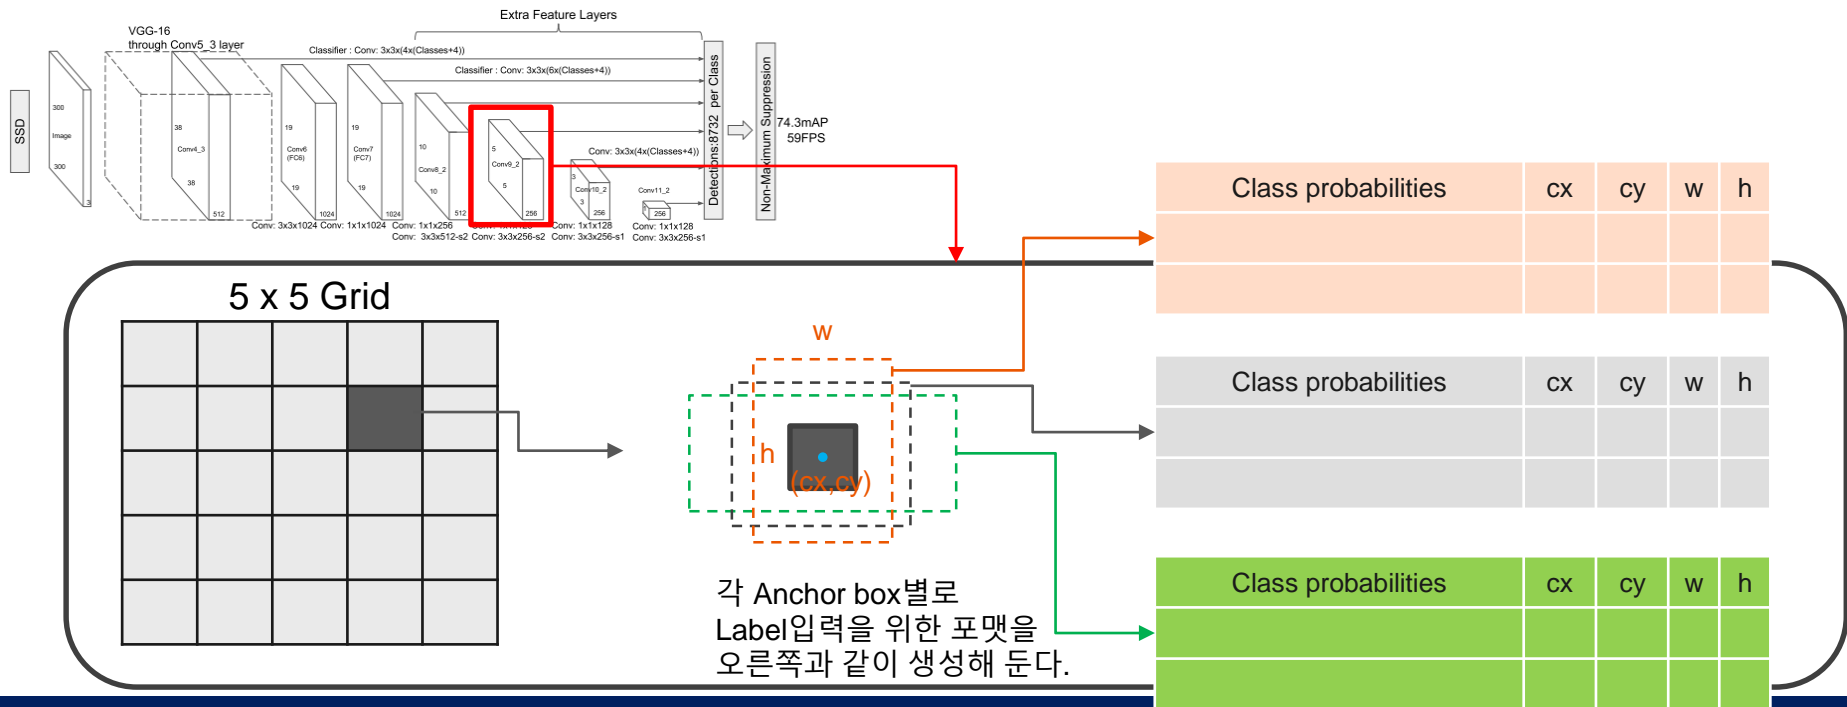 Extra Feature Layers
VGG-16
through Conv5_3 layer
Classifier : Conv: 3x3x(4x(Classes+4))
Classifier : Conv: 3x3x(6x(Classes+4))
SSD
300
Image
300
3
38
Conv4_3
38
512
19
Conv6
(FC6)
19
1024
19
Conv7
(FC7)
19
1024
10
Conv8_2
10
512
5
Conv9_2
5
256
3
Conv10_2
3
256
Conv11_2
256
Conv: 3x3x(4x(Classes+4))
Detections:8732 per Class
Non-Maximum Suppression
74.3mAP
59FPS
Conv: 3x3x1024
Conv: 1x1x1024
Conv: 1x1x256
Conv: 3x3x512-s2
Conv: 3x3x256-s2
Conv: 1x1x128
Conv: 3x3x256-s1
Conv: 1x1x128
Conv: 3x3x256-s1
5 x 5 Grid
w
h
(cx,cy)
각 Anchor box별로
Label입력을 위한 포맷을
오른쪽과 같이 생성해 둔다.
Class probabilities cx cy w h
Class probabilities cx cy w h
Class probabilities cx cy w h